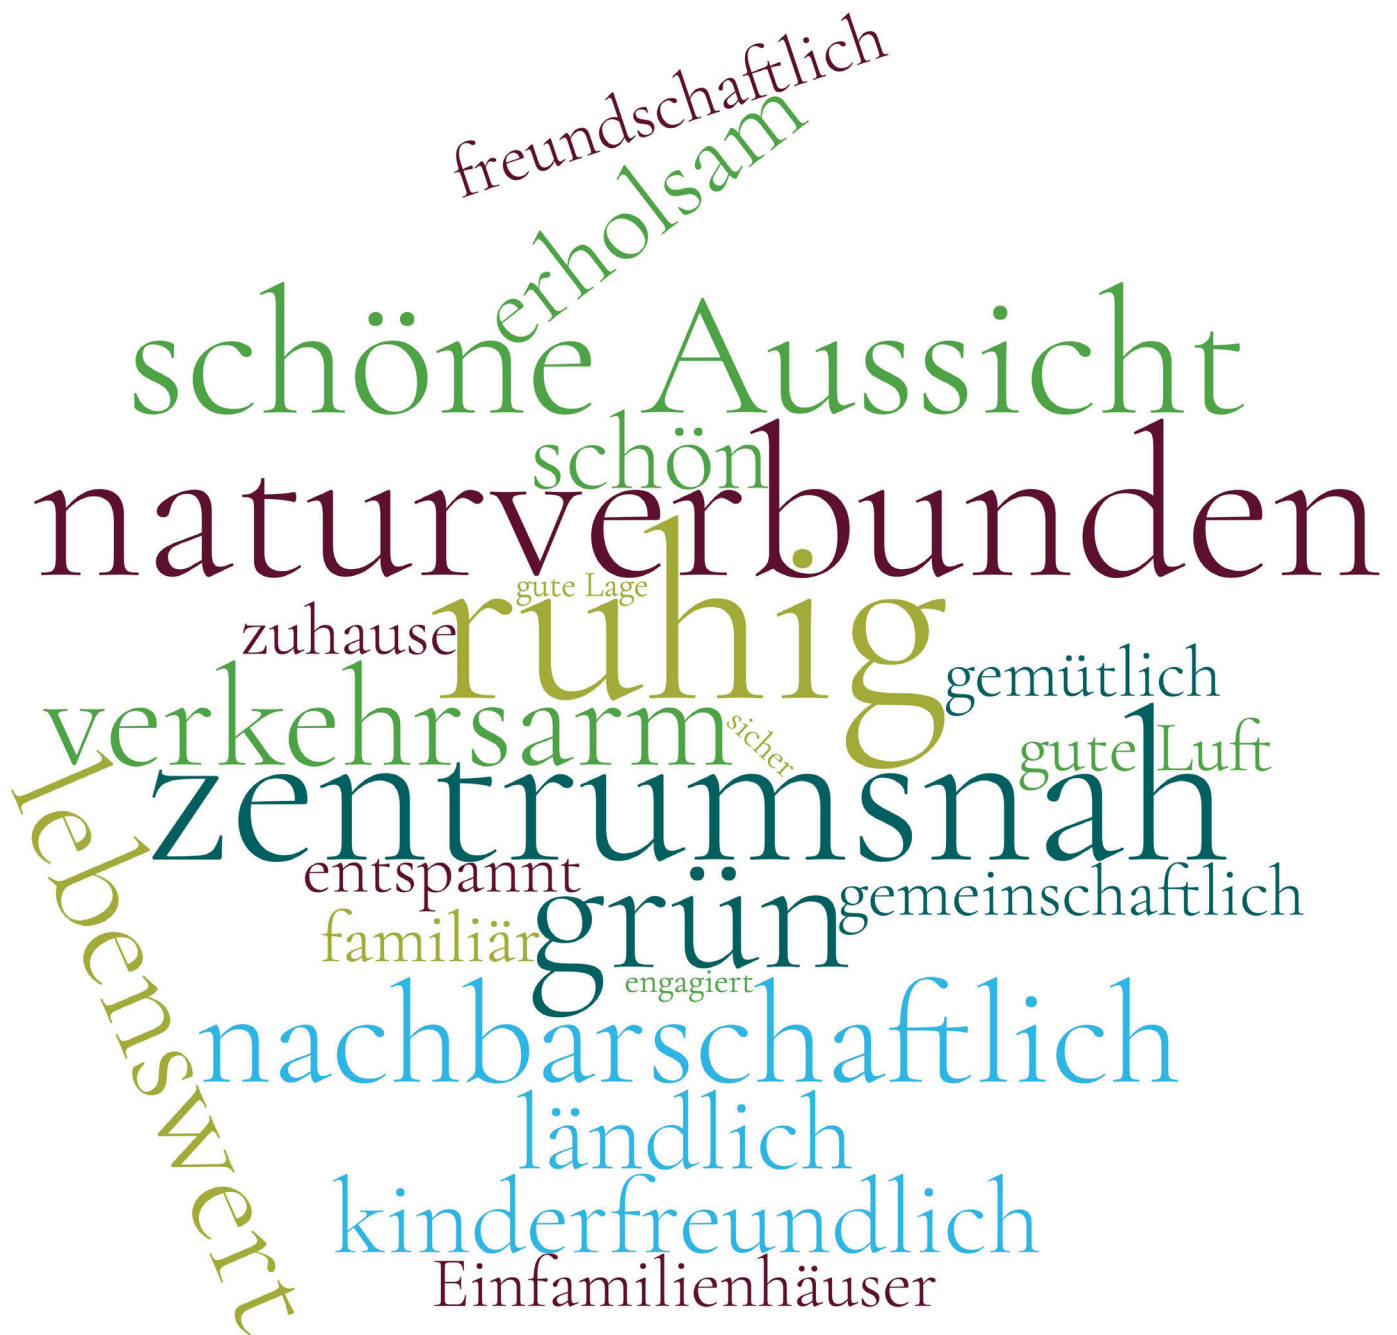 freundschaftlich
erholsam
schöne Aussicht
schön
naturverbunden
ruhig
gute Lage
zuhause
gemütlich
verkehrsarm
sicher
gute Luft
zentrumsnah
lebenswert
entspannt
grün
gemeinschaftlich
familiär
engagiert
nachbarschaftlich
ländlich
kinderfreundlich
Einfamilienhäuser